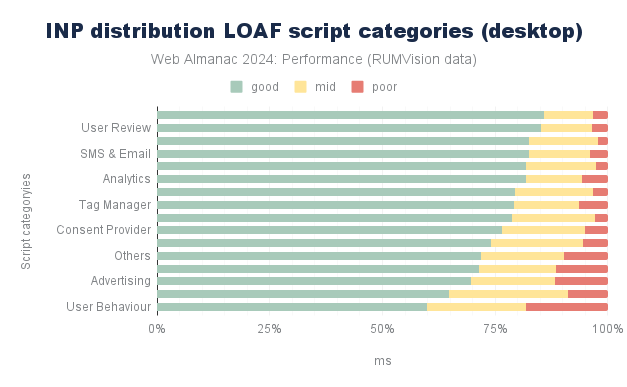 INP distribution LOAF script categories (desktop)
Web Almanac 2024: Performance (RUMVision data)
good mid poor
User Review
SMS & Email
Analytics
Tag Manager
Consent Provider
Others
Advertising
User Behaviour
Script categoryies
0% 25% 50% 75% 100%
ms